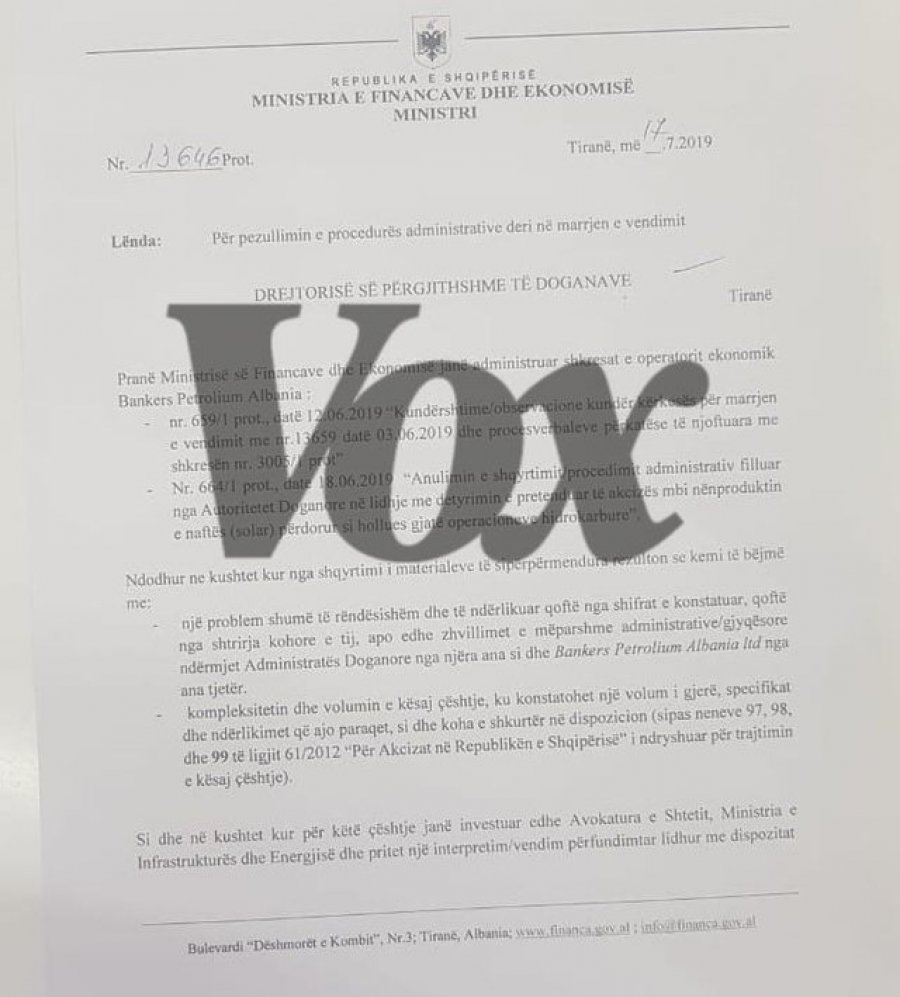 REPUBLIKA E SHQIPËRISË
MINISTRIA E FINANCAVE DHE EKONOMISË
MINISTRI
Nr. 13646 Prot.
Tiranë, më 17.7.2019
Lënda: Për pezullimin e procedurës administrative deri në marrjen e vendimit
DREJTORISË SË PËRGJITHSHME TË DOGANAVE
Tiranë
Vox
Pranë Ministrisë së Financave dhe Ekonomisë janë administruar shkresat e operatorit ekonomik
Bankers Petrolium Albania :
- nr. 659/1 prot., datë 12.06.2019 “Kundërshtime/observacione kundër kërkesës për marrjen
e vendimit me nr.13659 datë 03.06.2019 dhe procesverbaleve përkatëse të njoftuara me
shkresën nr. 3005/1 prot”
- Nr. 664/1 prot., datë 18.06.2019 “Anulimin e shqyrtimit/procedimit administrativ filluar
nga Autoritetet Doganore në lidhje me detyrimin e pretenduar të akcizës mbi nënproduktin
e naftës (solar) përdorur si hollues gjatë operacioneve hidrokarbure”.
Ndodhur ne kushtet kur nga shqyrtimi i materialeve të sipërpërmendura rezulton se kemi të bëjmë
me:
- një problem shumë të rëndësishëm dhe të ndërlikuar qoftë nga shifrat e konstatuar, qoftë
nga shtrirja kohore e tij, apo edhe zhvillimet e mëparshme administrative/gjyqësore
ndërmjet Administratës Doganore nga njëra ana si dhe Bankers Petrolium Albania ltd nga
ana tjetër.
- kompleksitetin dhe volumin e kësaj çështje, ku konstatohet një volum i gjerë, specifikat
dhe ndërlikimet që ajo paraqet, si dhe koha e shkurtër në dispozicion (sipas neneve 97, 98,
dhe 99 të ligjit 61/2012 “Për Akcizat në Republikën e Shqipërisë” i ndryshuar për trajtimin
e kësaj çështje).
Si dhe në kushtet kur për këtë çështje janë investuar edhe Avokatura e Shtetit, Ministria e
Infrastrukturës dhe Energjisë dhe pritet një interpretim/vendim përfundimtar lidhur me dispozitat
Bulevardi “Dëshmorët e Kombit”, Nr.3; Tiranë, Albania; www.financa.gov.al ; info@financa.gov.al